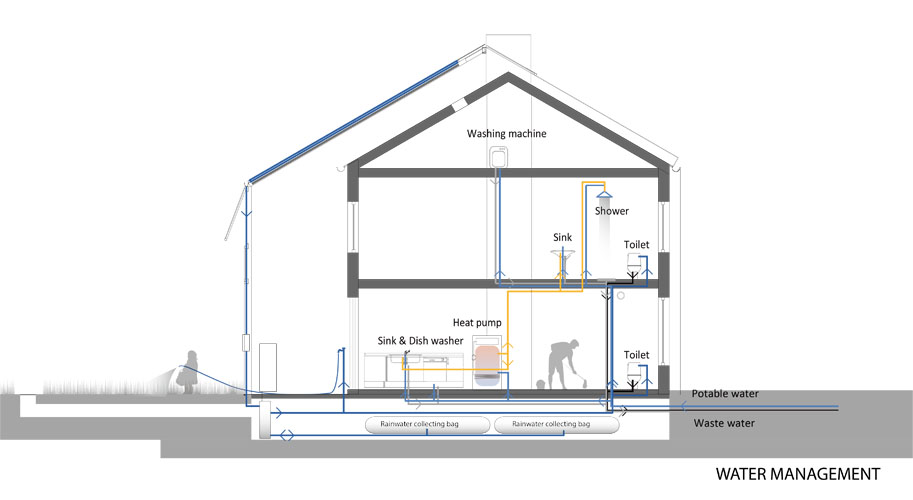 Washing machine
Shower
Sink
Toilet
Heat pump
Sink & Dish washer
Toilet
Potable water
Rainwater collecting bag
Rainwater collecting bag
Waste water
WATER MANAGEMENT